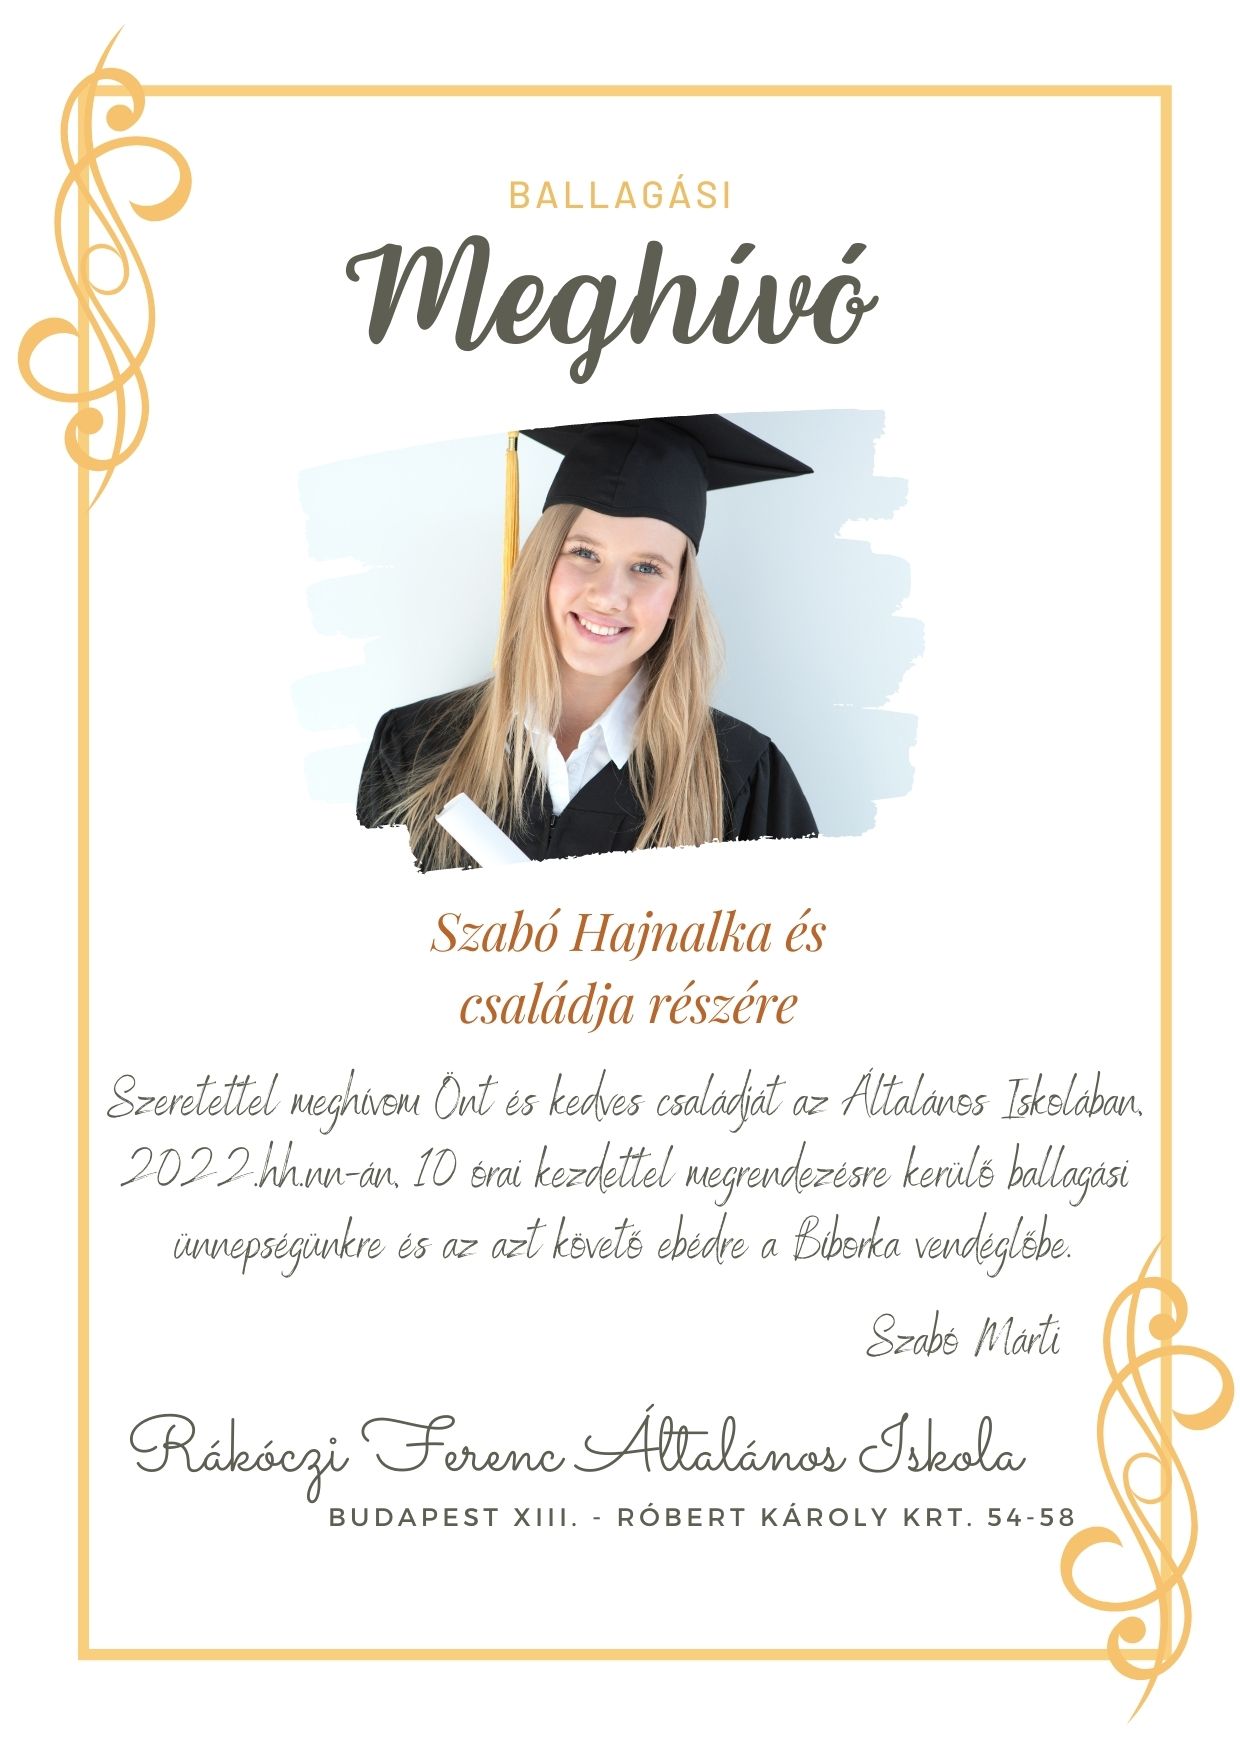 BALLAGÁSI
Meghívó
Szabó Hajnalka és
családja részére
Szeretettel meghívom Önt és kedves családját az Általános Iskolában,
2022.hh.nn-án, 10 órai kezdettel megrendezésre kerülő ballagási
ünnepségünkre és az azt követő ebédre a Bíborka vendéglőbe.
Szabó Márti
Rákóczi Ferenc Általános Iskola
BUDAPEST XIII. - RÓBERT KÁROLY KRT. 54-58